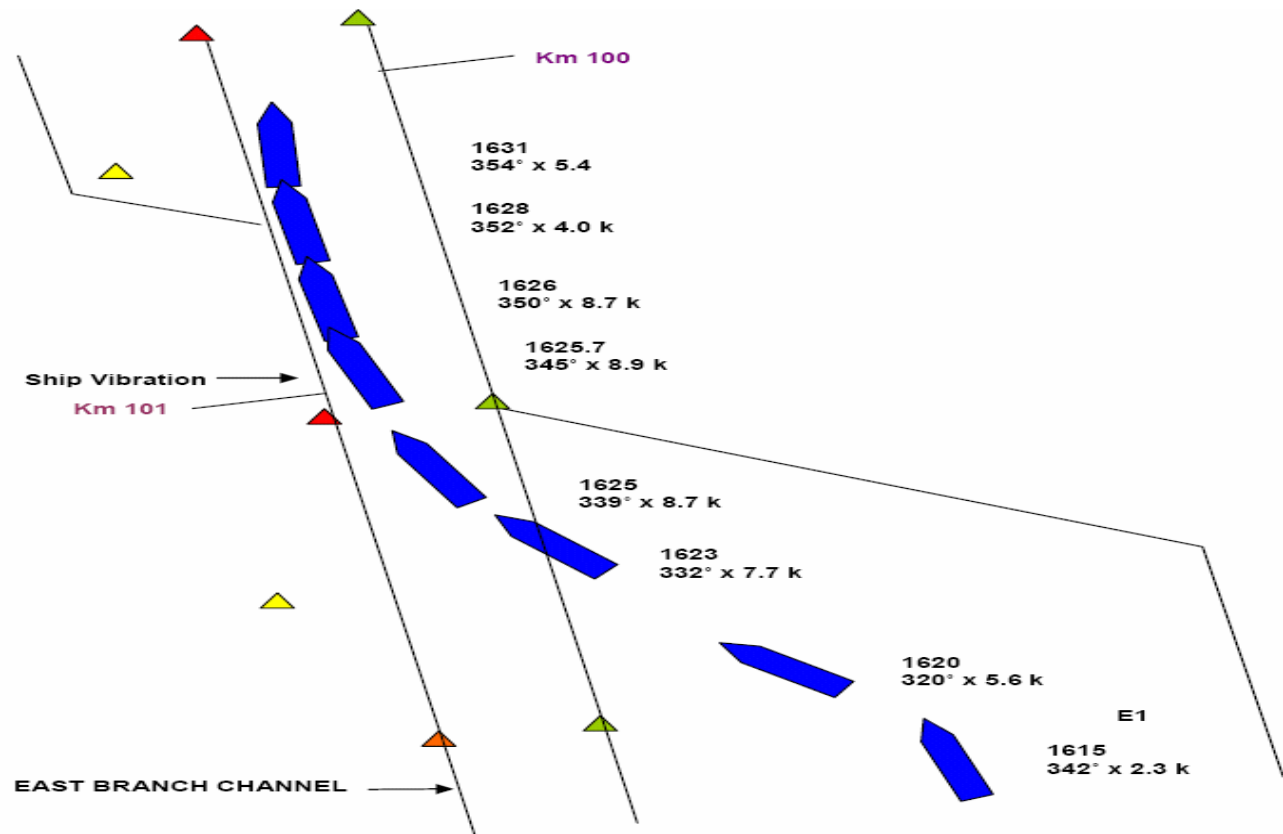 Km 100
1631
354° x 5.4
1628
352° x 4.0 k
1626
350° x 8.7 k
1625.7
345° x 8.9 k
Ship Vibration
Km 101
1625
339° x 8.7 k
1623
332° x 7.7 k
1620
320° x 5.6 k
E1
1615
342° x 2.3 k
EAST BRANCH CHANNEL